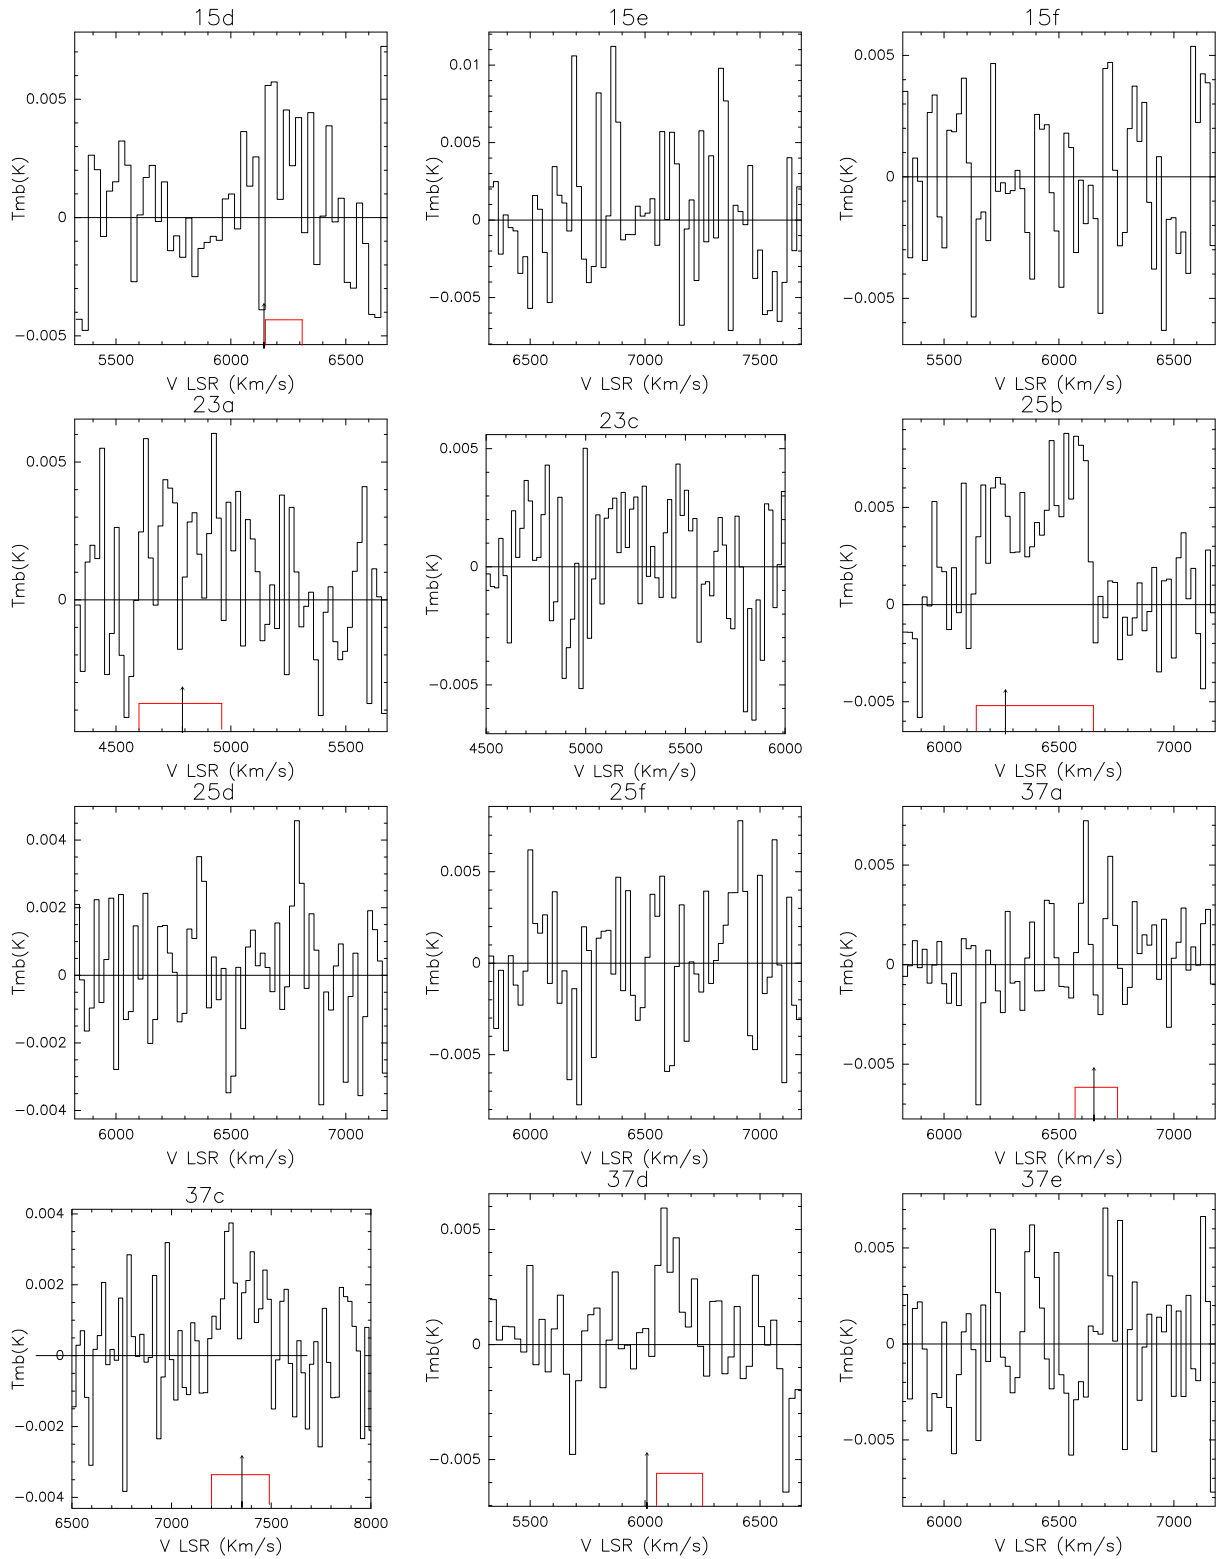 15d
0.005
0
−0.005
Tmb(K)
5500 6000 6500
V LSR (Km/s)
15e
0.01
0.005
0
−0.005
Tmb(K)
6500 7000 7500
V LSR (Km/s)
15f
0.005
0
−0.005
Tmb(K)
5500 6000 6500
V LSR (Km/s)
23a
0.005
0
Tmb(K)
4500 5000 5500
V LSR (Km/s)
23c
0.005
0
−0.005
Tmb(K)
4500 5000 5500 6000
V LSR (Km/s)
25b
0.005
0
−0.005
Tmb(K)
6000 6500 7000
V LSR (Km/s)
25d
0.004
0.002
0
−0.002
−0.004
Tmb(K)
6000 6500 7000
V LSR (Km/s)
25f
0.005
0
−0.005
Tmb(K)
6000 6500 7000
V LSR (Km/s)
37a
0.005
0
−0.005
Tmb(K)
6000 6500 7000
V LSR (Km/s)
37c
0.004
0.002
0
−0.002
−0.004
Tmb(K)
6500 7000 7500 8000
V LSR (Km/s)
37d
0.005
0
−0.005
Tmb(K)
5500 6000 6500
V LSR (Km/s)
37e
0.005
0
−0.005
Tmb(K)
6000 6500 7000
V LSR (Km/s)